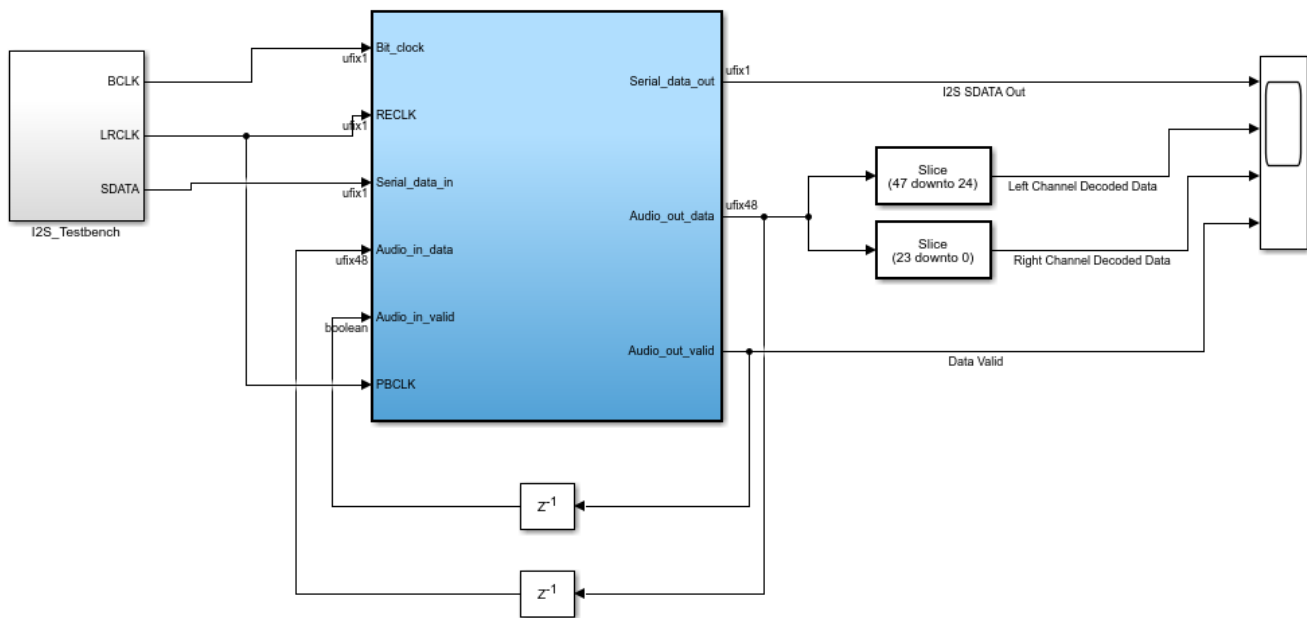 BCLK
LRCLK
SDATA
I2S_Testbench
Bit_clock
ufix1
RECLK
ufix1
Serial_data_in
ufix1
Audio_in_data
ufix48
Audio_in_valid
boolean
PBCLK
Serial_data_out
ufix1
I2S SDATA Out
Audio_out_data
ufix48
Audio_out_valid
Slice
(47 downto 24)
Left Channel Decoded Data
Slice
(23 downto 0)
Right Channel Decoded Data
Data Valid
Z-1
Z-1